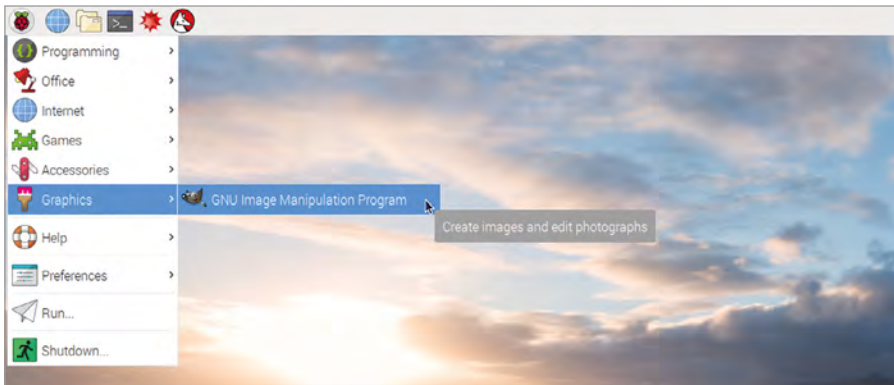 Programming
Office
Internet
Games
Accessories
Graphics
GNU Image Manipulation Program
Create images and edit photographs
Help
Preferences
Run...
Shutdown...